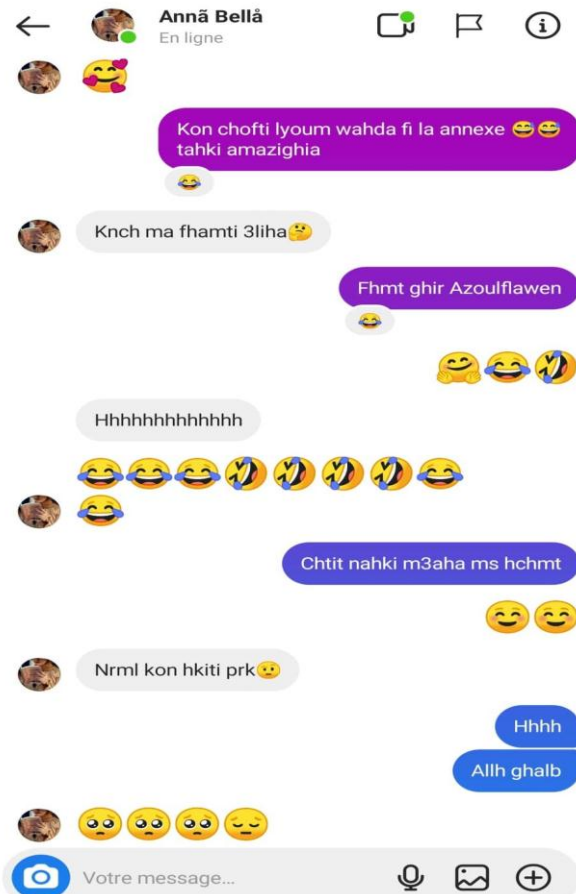 Annã Bellå
En ligne
🥰
Kon chofti lyoum wahda fi la annexe 😅😅
tahki amazighia
😂
Knch ma fhamti 3liha🤔
Fhmt ghir Azoulflawen
😂
🤗😂🤣
Hhhhhhhhhhhhh
😂😂😂🤣🤣🤣🤣😂
😂
Chtit nahki m3aha ms hchmt
☺️☺️
Nrml kon hkiti prk🙂
Hhhh
Allh ghalb
🥺🥺🥺😔
Votre message...